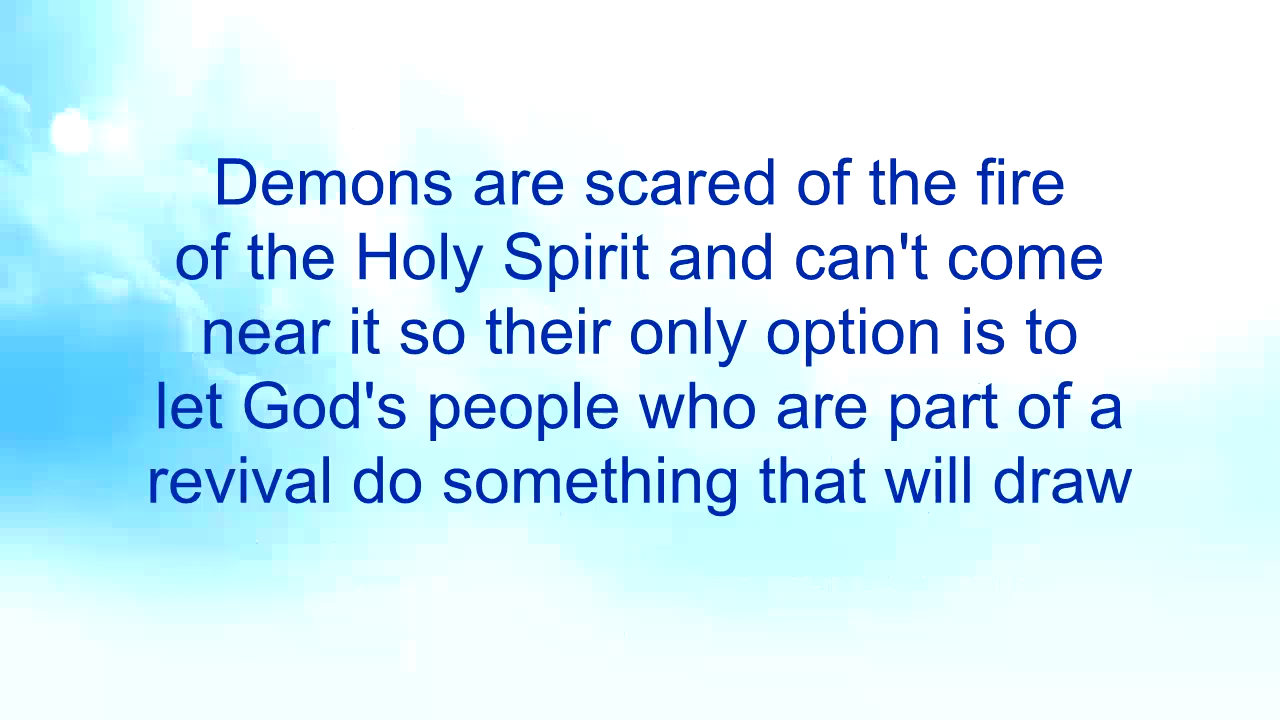 Demons are scared of the fire
of the Holy Spirit and can't come
near it so their only option is to
let God's people who are part of a
revival do something that will draw